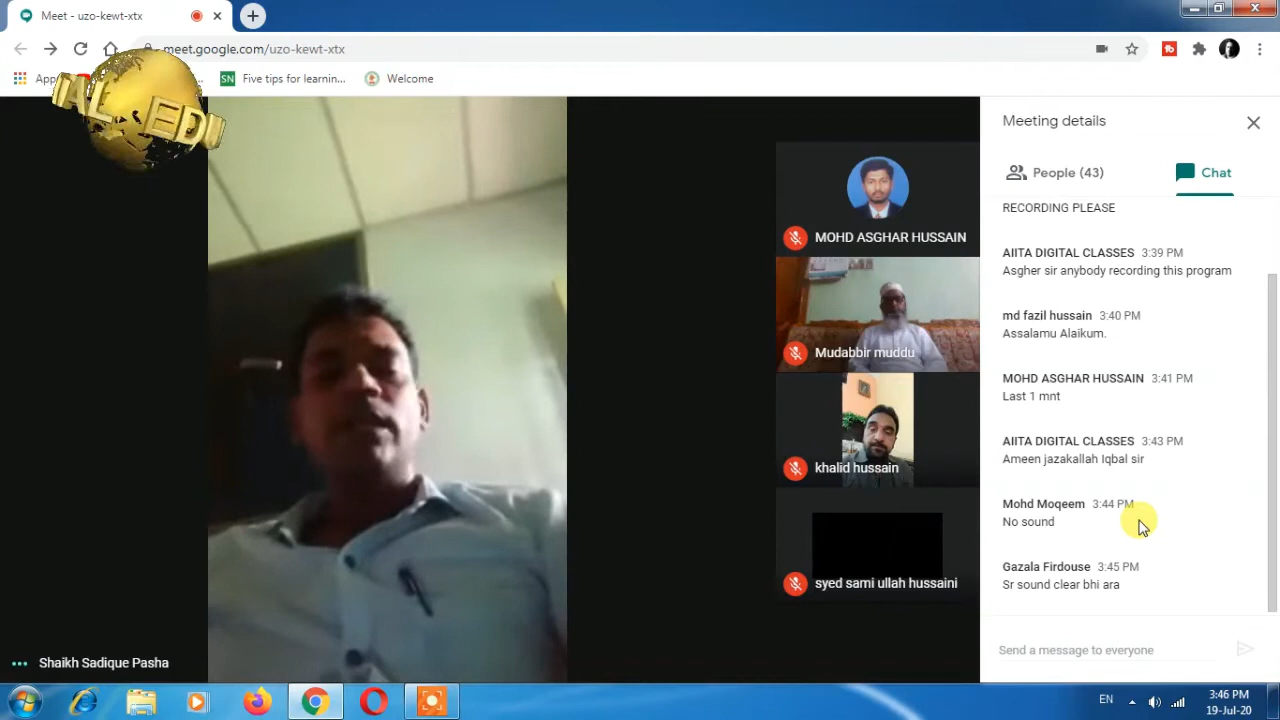 Meet - uzo-kewt-xtx
meet.google.com/uzo-kewt-xtx
SN Five tips for learnin...
Welcome
AL EDU
Meeting details
People (43)
Chat
RECORDING PLEASE
AIITA DIGITAL CLASSES 3:39 PM
Asgher sir anybody recording this program
md fazil hussain 3:40 PM
Assalamu Alaikum.
MOHD ASGHAR HUSSAIN 3:41 PM
Last 1 mnt
AIITA DIGITAL CLASSES 3:43 PM
Ameen jazakallah Iqbal sir
Mohd Moqeem 3:44 PM
No sound
Gazala Firdouse 3:45 PM
Sr sound clear bhi ara
Send a message to everyone
MOHD ASGHAR HUSSAIN
Mudabbir muddu
khalid hussain
syed sami ullah hussaini
Shaikh Sadique Pasha
EN
3:46 PM
19-Jul-20